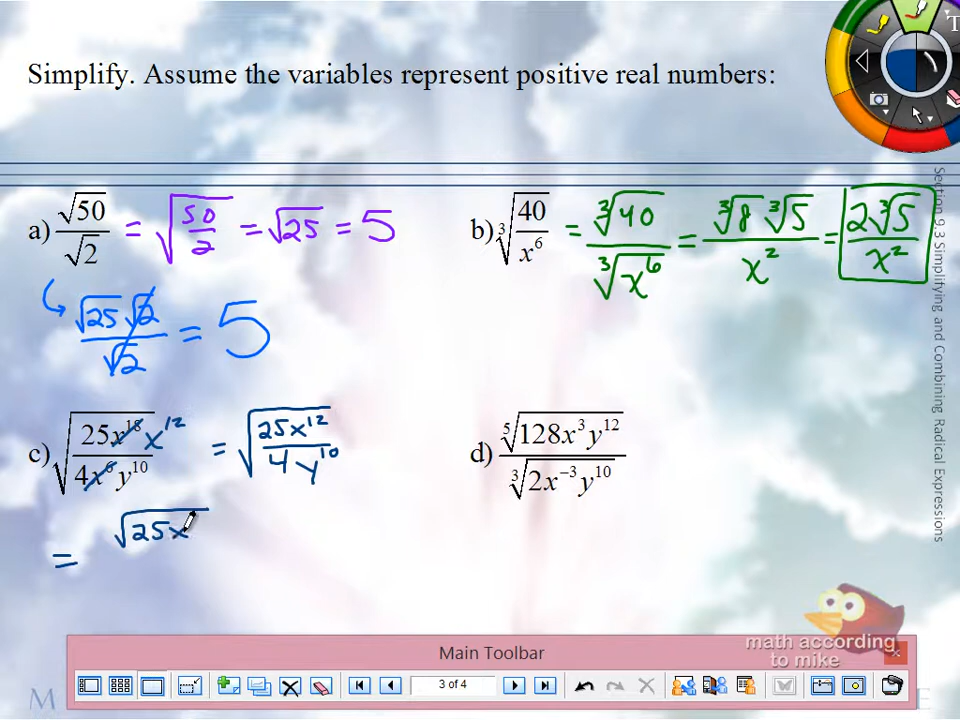 Simplify. Assume the variables represent positive real numbers:
T
a) √50/√2 = √(50/2) = √25 = 5
b) ∛(40/x⁶) = ∛40/∛x⁶ = ∛8 ∛5/x² = 2∛5/x²
√25 √2/√2 = 5
c) √(25x¹⁸ x¹²/4x⁶y¹⁰) = √(25x¹²/4y¹⁰)
d) ⁵√(128x³y¹²)/∛(2x⁻³y¹⁰)
= √25x
Section 9.3 Simplifying and Combining Radical Expressions
math according
to mike
Main Toolbar
3 of 4
M
E